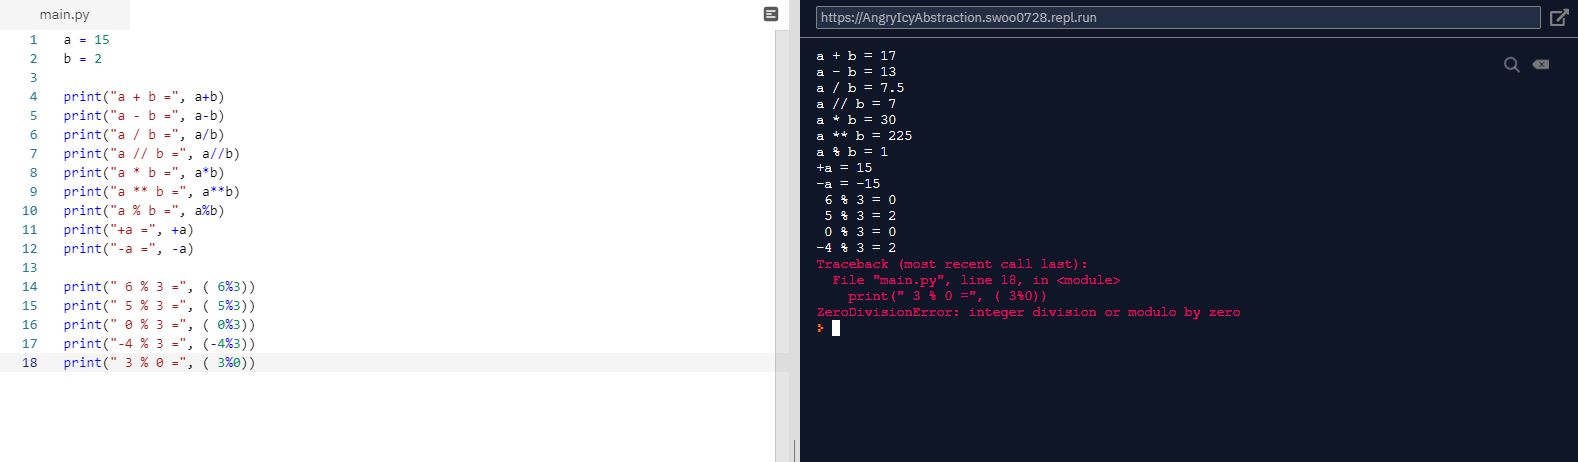 main.py
1 a = 15
2 b = 2
3
4 print("a + b =", a+b)
5 print("a - b =", a-b)
6 print("a / b =", a/b)
7 print("a // b =", a//b)
8 print("a * b =", a*b)
9 print("a ** b =", a**b)
10 print("a % b =", a%b)
11 print("+a =", +a)
12 print("-a =", -a)
13
14 print(" 6 % 3 =", ( 6%3))
15 print(" 5 % 3 =", ( 5%3))
16 print(" 0 % 3 =", ( 0%3))
17 print("-4 % 3 =", (-4%3))
18 print(" 3 % 0 =", ( 3%0))
https://AngryIcyAbstraction.swoo0728.repl.run
a + b = 17
a - b = 13
a / b = 7.5
a // b = 7
a * b = 30
a ** b = 225
a % b = 1
+a = 15
-a = -15
 6 % 3 = 0
 5 % 3 = 2
 0 % 3 = 0
-4 % 3 = 2
Traceback (most recent call last):
  File "main.py", line 18, in <module>
    print(" 3 % 0 =", ( 3%0))
ZeroDivisionError: integer division or modulo by zero